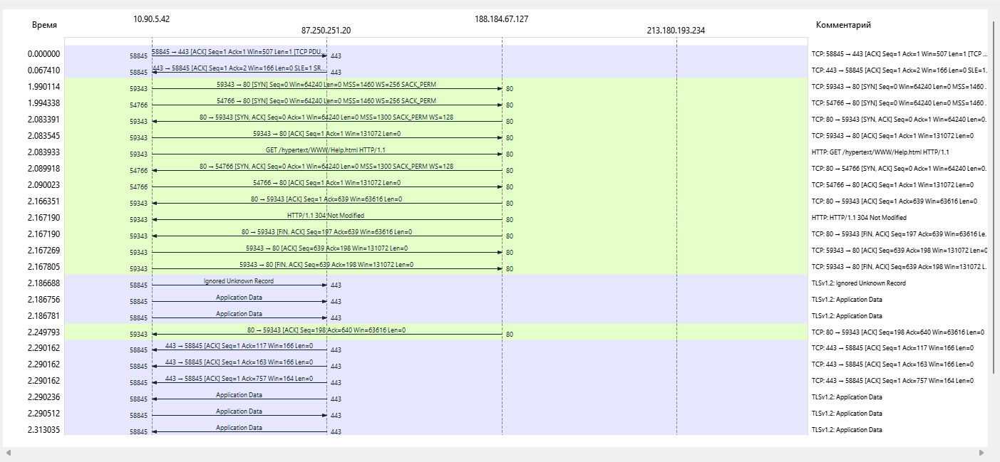 10.90.5.42 188.184.67.127
Время 87.250.251.20 213.180.193.234 Комментарий
0.000000 58845 58845 → 443 [ACK] Seq=1 Ack=1 Win=507 Len=1 [TCP PDU... 443 TCP: 58845 → 443 [ACK] Seq=1 Ack=1 Win=507 Len=1 [TCP ...
0.067410 58845 443 → 58845 [ACK] Seq=1 Ack=2 Win=166 Len=0 SLE=1 SR... 443 TCP: 443 → 58845 [ACK] Seq=1 Ack=2 Win=166 Len=0 SLE=1.
1.990114 59343 59343 → 80 [SYN] Seq=0 Win=64240 Len=0 MSS=1460 WS=256 SACK_PERM 80 TCP: 59343 → 80 [SYN] Seq=0 Win=64240 Len=0 MSS=1460 .
1.994338 54766 54766 → 80 [SYN] Seq=0 Win=64240 Len=0 MSS=1460 WS=256 SACK_PERM 80 TCP: 54766 → 80 [SYN] Seq=0 Win=64240 Len=0 MSS=1460 .
2.083391 59343 80 → 59343 [SYN, ACK] Seq=0 Ack=1 Win=64240 Len=0 MSS=1300 SACK_PERM WS=128 80 TCP: 80 → 59343 [SYN, ACK] Seq=0 Ack=1 Win=64240 Len=0.
2.083545 59343 59343 → 80 [ACK] Seq=1 Ack=1 Win=131072 Len=0 80 TCP: 59343 → 80 [ACK] Seq=1 Ack=1 Win=131072 Len=0
2.083933 59343 GET /hypertext/WWW/Help.html HTTP/1.1 80 HTTP: GET /hypertext/WWW/Help.html HTTP/1.1
2.089918 54766 80 → 54766 [SYN, ACK] Seq=0 Ack=1 Win=64240 Len=0 MSS=1300 SACK_PERM WS=128 80 TCP: 80 → 54766 [SYN, ACK] Seq=0 Ack=1 Win=64240 Len=0.
2.090023 54766 54766 → 80 [ACK] Seq=1 Ack=1 Win=131072 Len=0 80 TCP: 54766 → 80 [ACK] Seq=1 Ack=1 Win=131072 Len=0
2.166351 59343 80 → 59343 [ACK] Seq=1 Ack=639 Win=63616 Len=0 80 TCP: 80 → 59343 [ACK] Seq=1 Ack=639 Win=63616 Len=0
2.167190 59343 HTTP/1.1 304 Not Modified 80 HTTP: HTTP/1.1 304 Not Modified
2.167190 59343 80 → 59343 [FIN, ACK] Seq=197 Ack=639 Win=63616 Len=0 80 TCP: 80 → 59343 [FIN, ACK] Seq=197 Ack=639 Win=63616 Le.
2.167269 59343 59343 → 80 [ACK] Seq=639 Ack=198 Win=131072 Len=0 80 TCP: 59343 → 80 [ACK] Seq=639 Ack=198 Win=131072 Len=0
2.167805 59343 59343 → 80 [FIN, ACK] Seq=639 Ack=198 Win=131072 Len=0 80 TCP: 59343 → 80 [FIN, ACK] Seq=639 Ack=198 Win=131072 L.
2.186688 58845 Ignored Unknown Record 443 TLSv1.2: Ignored Unknown Record
2.186756 58845 Application Data 443 TLSv1.2: Application Data
2.186781 58845 Application Data 443 TLSv1.2: Application Data
2.249793 59343 80 → 59343 [ACK] Seq=198 Ack=640 Win=63616 Len=0 80 TCP: 80 → 59343 [ACK] Seq=198 Ack=640 Win=63616 Len=0
2.290162 58845 443 → 58845 [ACK] Seq=1 Ack=117 Win=166 Len=0 443 TCP: 443 → 58845 [ACK] Seq=1 Ack=117 Win=166 Len=0
2.290162 58845 443 → 58845 [ACK] Seq=1 Ack=163 Win=166 Len=0 443 TCP: 443 → 58845 [ACK] Seq=1 Ack=163 Win=166 Len=0
2.290162 58845 443 → 58845 [ACK] Seq=1 Ack=757 Win=164 Len=0 443 TCP: 443 → 58845 [ACK] Seq=1 Ack=757 Win=164 Len=0
2.290236 58845 Application Data 443 TLSv1.2: Application Data
2.290512 58845 Application Data 443 TLSv1.2: Application Data
2.313035 58845 Application Data 443 TLSv1.2: Application Data